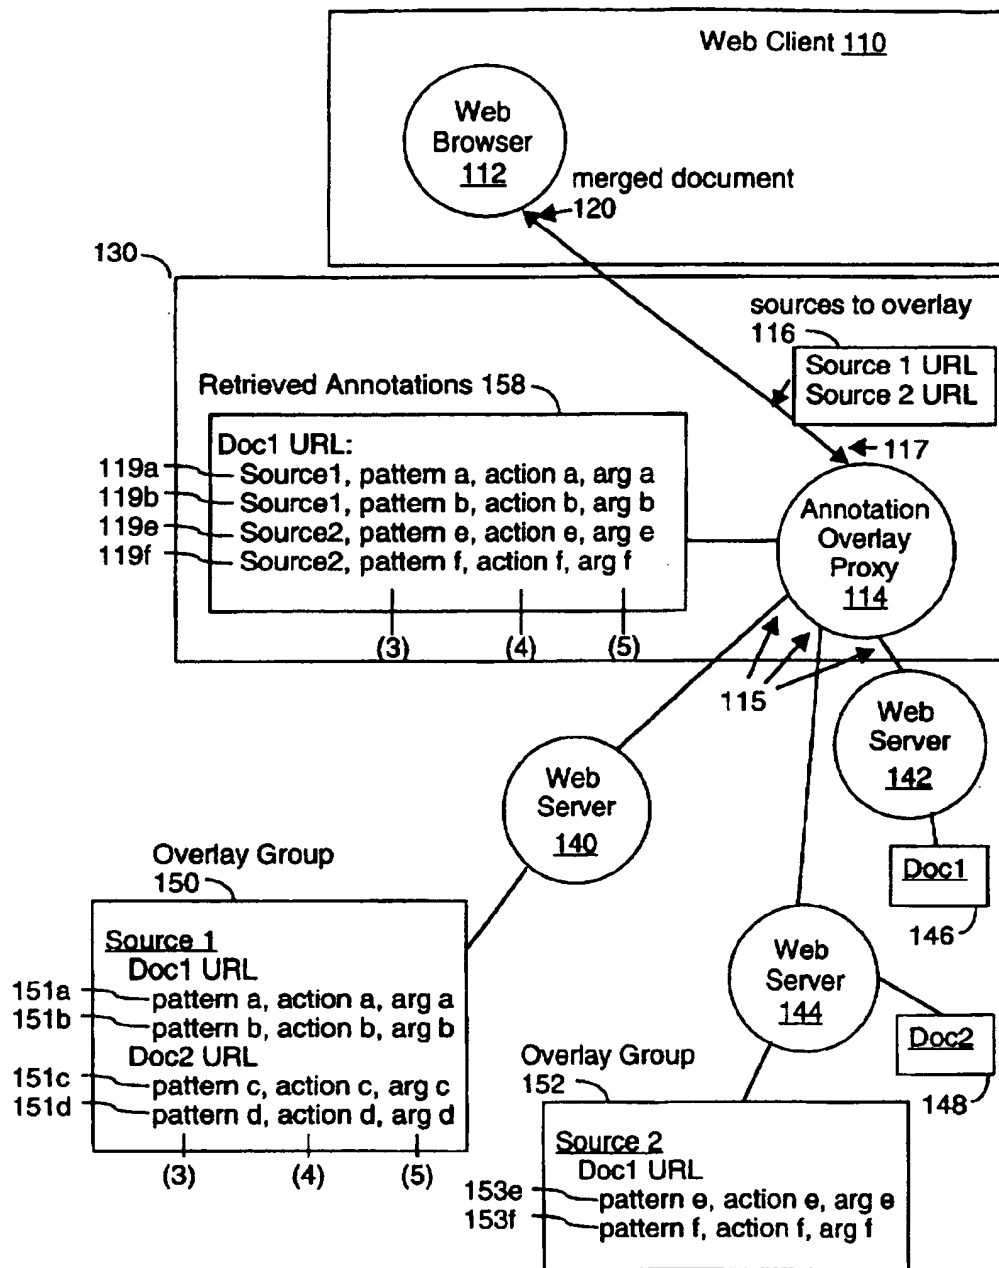 Web Client 110
Web
Browser
112
merged document
120
130
sources to overlay
116
Source 1 URL
Source 2 URL
Retrieved Annotations 158
117
Doc1 URL:
119a
Source1, pattern a, action a, arg a
119b
Source1, pattern b, action b, arg b
119e
Source2, pattern e, action e, arg e
119f
Source2, pattern f, action f, arg f
Annotation
Overlay
Proxy
114
(3)
(4)
(5)
115
Web
Server
142
Web
Server
140
Doc1
146
Overlay Group
150
Source 1
Doc1 URL
151a
pattern a, action a, arg a
151b
pattern b, action b, arg b
Doc2 URL
151c
pattern c, action c, arg c
151d
pattern d, action d, arg d
(3)
(4)
(5)
Web
Server
144
Doc2
148
Overlay Group
152
Source 2
Doc1 URL
153e
pattern e, action e, arg e
153f
pattern f, action f, arg f